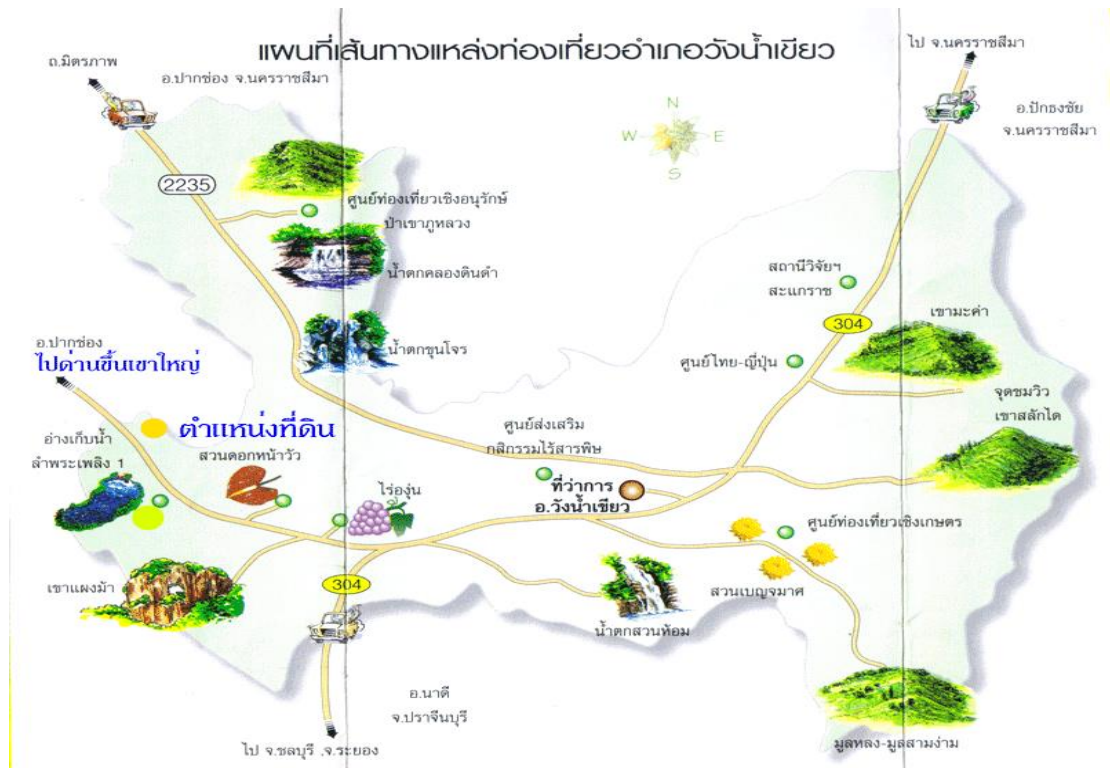 แผนที่เส้นทางแหล่งท่องเที่ยวอำเภอวังน้ำเขียว
ไป จ.นครราชสีมา
ถ.มิตรภาพ
อ.ปากช่อง จ.นครราชสีมา
อ.ปักธงชัย
จ.นครราชสีมา
N
W E
S
2235
ศูนย์ท่องเที่ยวเชิงอนุรักษ์
ป่าเขาภูหลวง
น้ำตกคลองดินดำ
สถานีวิจัยฯ
สะแกราช
เขามะค่า
304
น้ำตกขุนโจร
ศูนย์ไทย-ญี่ปุ่น
อ.ปากช่อง
ไปด่านขึ้นเขาใหญ่
จุดชมวิว
เขาสลักได
ตำแหน่งที่ดิน
อ่างเก็บน้ำ
ลำพระเพลิง 1
สวนดอกหน้าวัว
ศูนย์ส่งเสริม
กสิกรรมไร้สารพิษ
ไร่องุ่น
ที่ว่าการ
อ.วังน้ำเขียว
ศูนย์ท่องเที่ยวเชิงเกษตร
เขาแผงม้า
304
สวนเบญจมาศ
น้ำตกสวนห้อม
อ.นาดี
จ.ปราจีนบุรี
มูลหลง-มูลสามง่าม
ไป จ.ชลบุรี ,จ.ระยอง